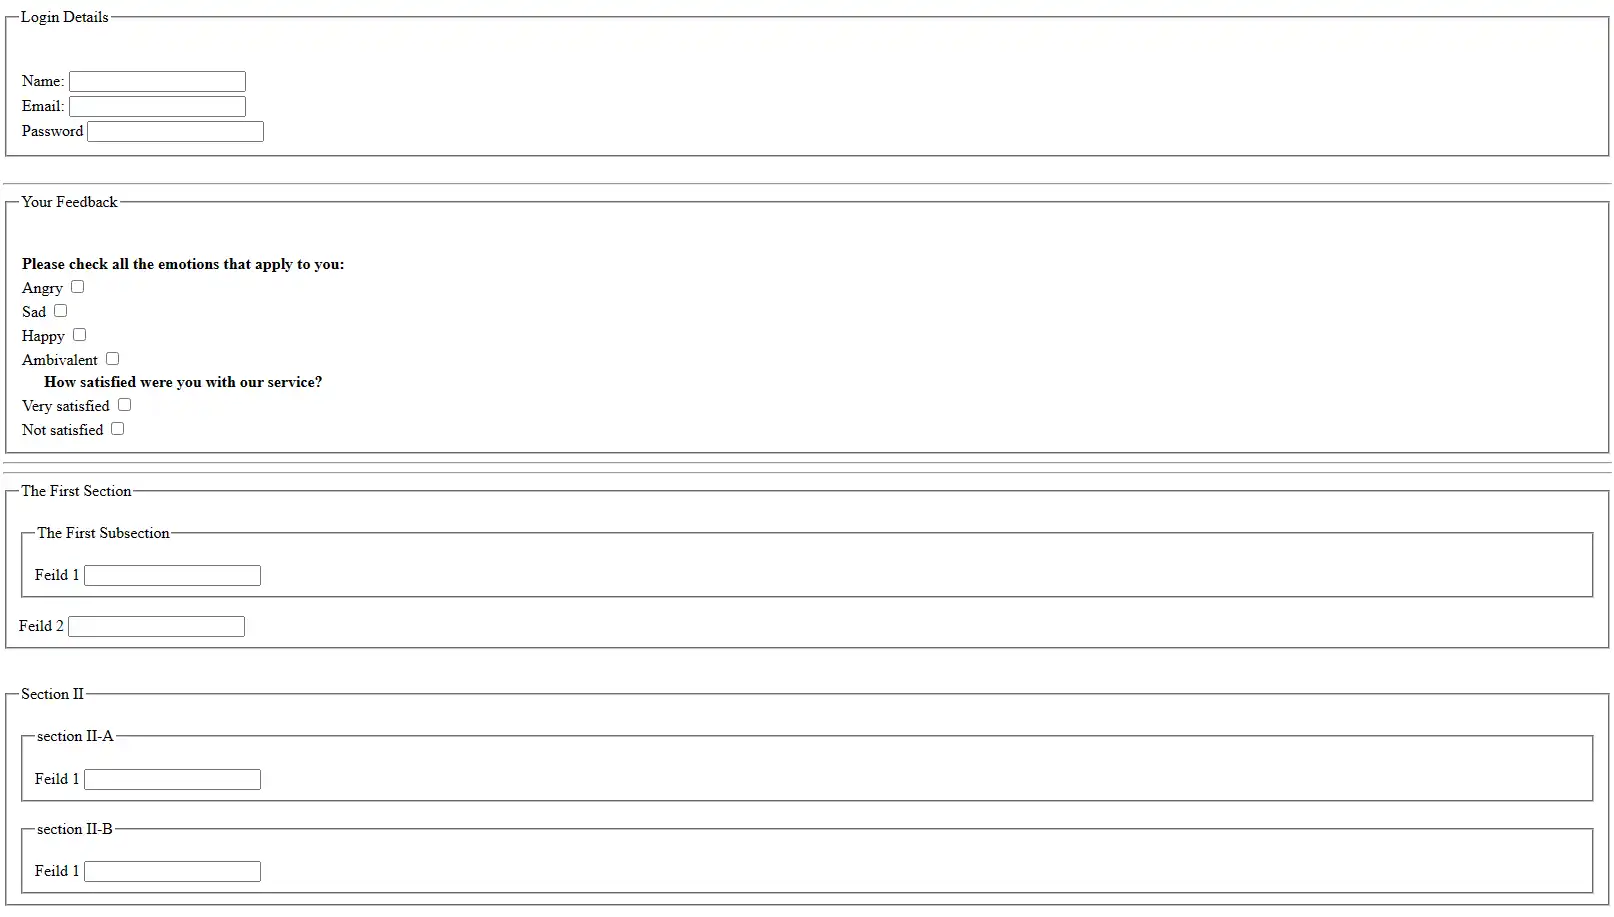 Login Details
Name:
Email:
Password
Your Feedback
Please check all the emotions that apply to you:
Angry
Sad
Happy
Ambivalent
How satisfied were you with our service?
Very satisfied
Not satisfied
The First Section
The First Subsection
Feild 1
Feild 2
Section II
section II-A
Feild 1
section II-B
Feild 1